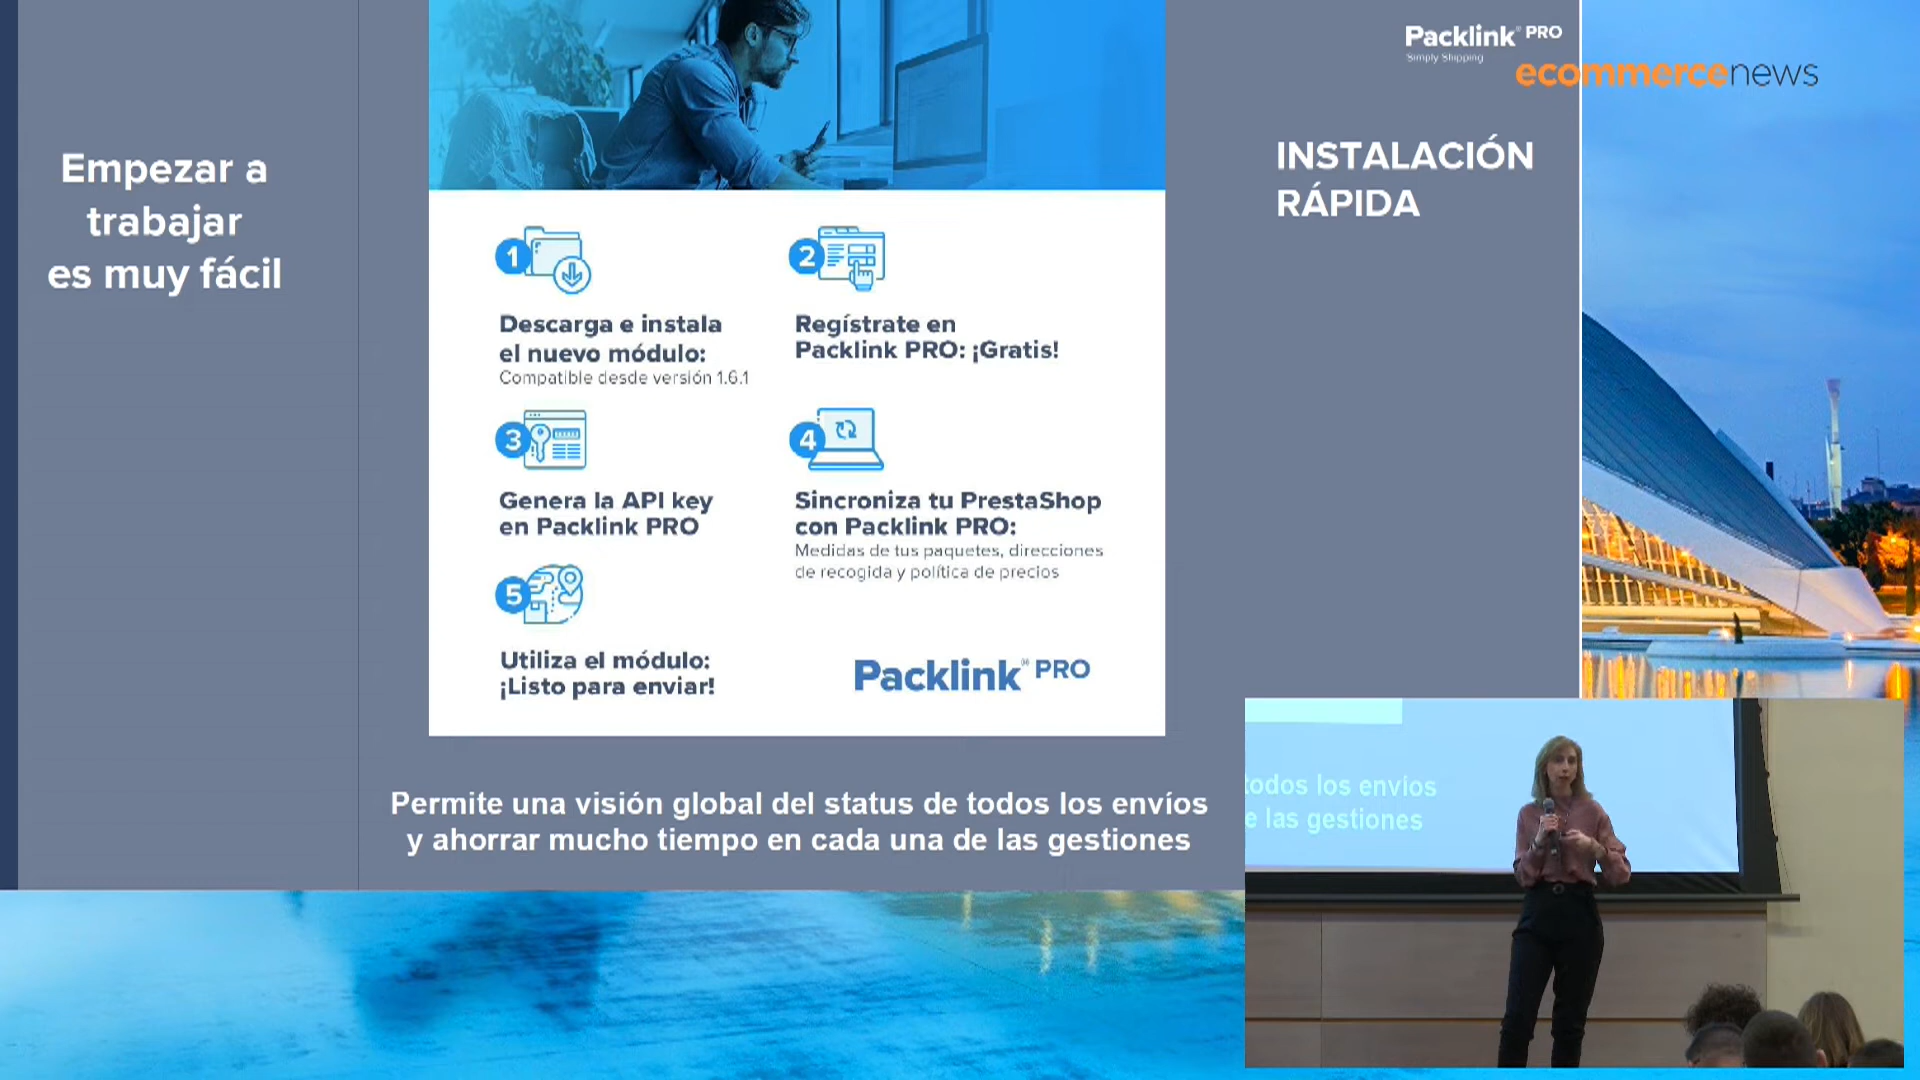 Empezar a
trabajar
es muy fácil
Packlink PRO
Simply Shipping
ecommercenews
INSTALACIÓN
RÁPIDA
1
Descarga e instala
el nuevo módulo:
Compatible desde versión 1.6.1
2
Regístrate en
Packlink PRO: ¡Gratis!
3
Genera la API key
en Packlink PRO
4
Sincroniza tu PrestaShop
con Packlink PRO:
Medidas de tus paquetes, direcciones
de recogida y política de precios
5
Utiliza el módulo:
¡Listo para enviar!
Packlink® PRO
Permite una visión global del status de todos los envíos
y ahorrar mucho tiempo en cada una de las gestiones
todos los envíos
e las gestiones